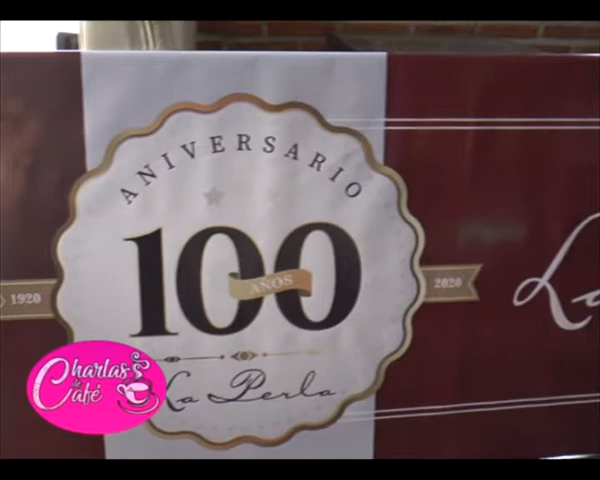 ANIVERSARIO
100
AÑOS
1920
2020
La Perla
Charlas
de
Café